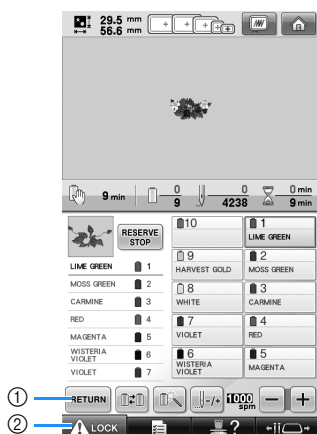 29.5 mm
56.6 mm
9 min
0
9
0
4238
0 min
9 min
RESERVE
STOP
LIME GREEN 1
MOSS GREEN 2
CARMINE 3
RED 4
MAGENTA 5
WISTERIA
VIOLET 6
VIOLET 7
10
1
LIME GREEN
9
HARVEST GOLD
2
MOSS GREEN
8
WHITE
3
CARMINE
7
VIOLET
4
RED
6
WISTERIA
VIOLET
5
MAGENTA
1
RETURN
-/+
1000
spm
- +
2
LOCK
?